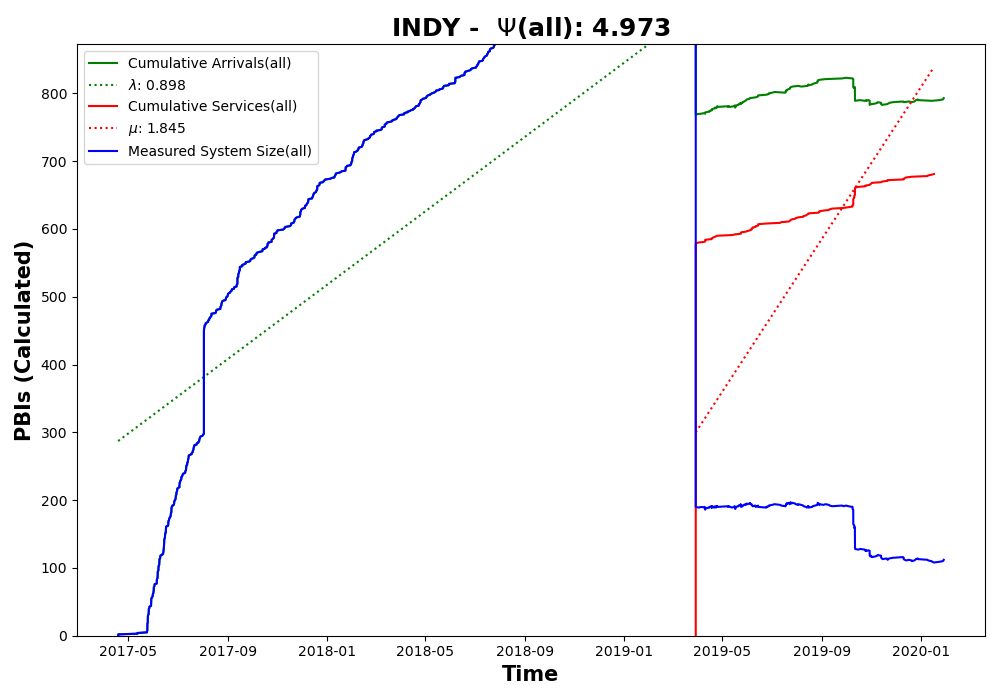 INDY -  Ψ(all): 4.973
Cumulative Arrivals(all)
λ: 0.898
Cumulative Services(all)
μ: 1.845
Measured System Size(all)
PBIs (Calculated)
800
700
600
500
400
300
200
100
0
2017-05 2017-09 2018-01 2018-05 2018-09 2019-01 2019-05 2019-09 2020-01
Time